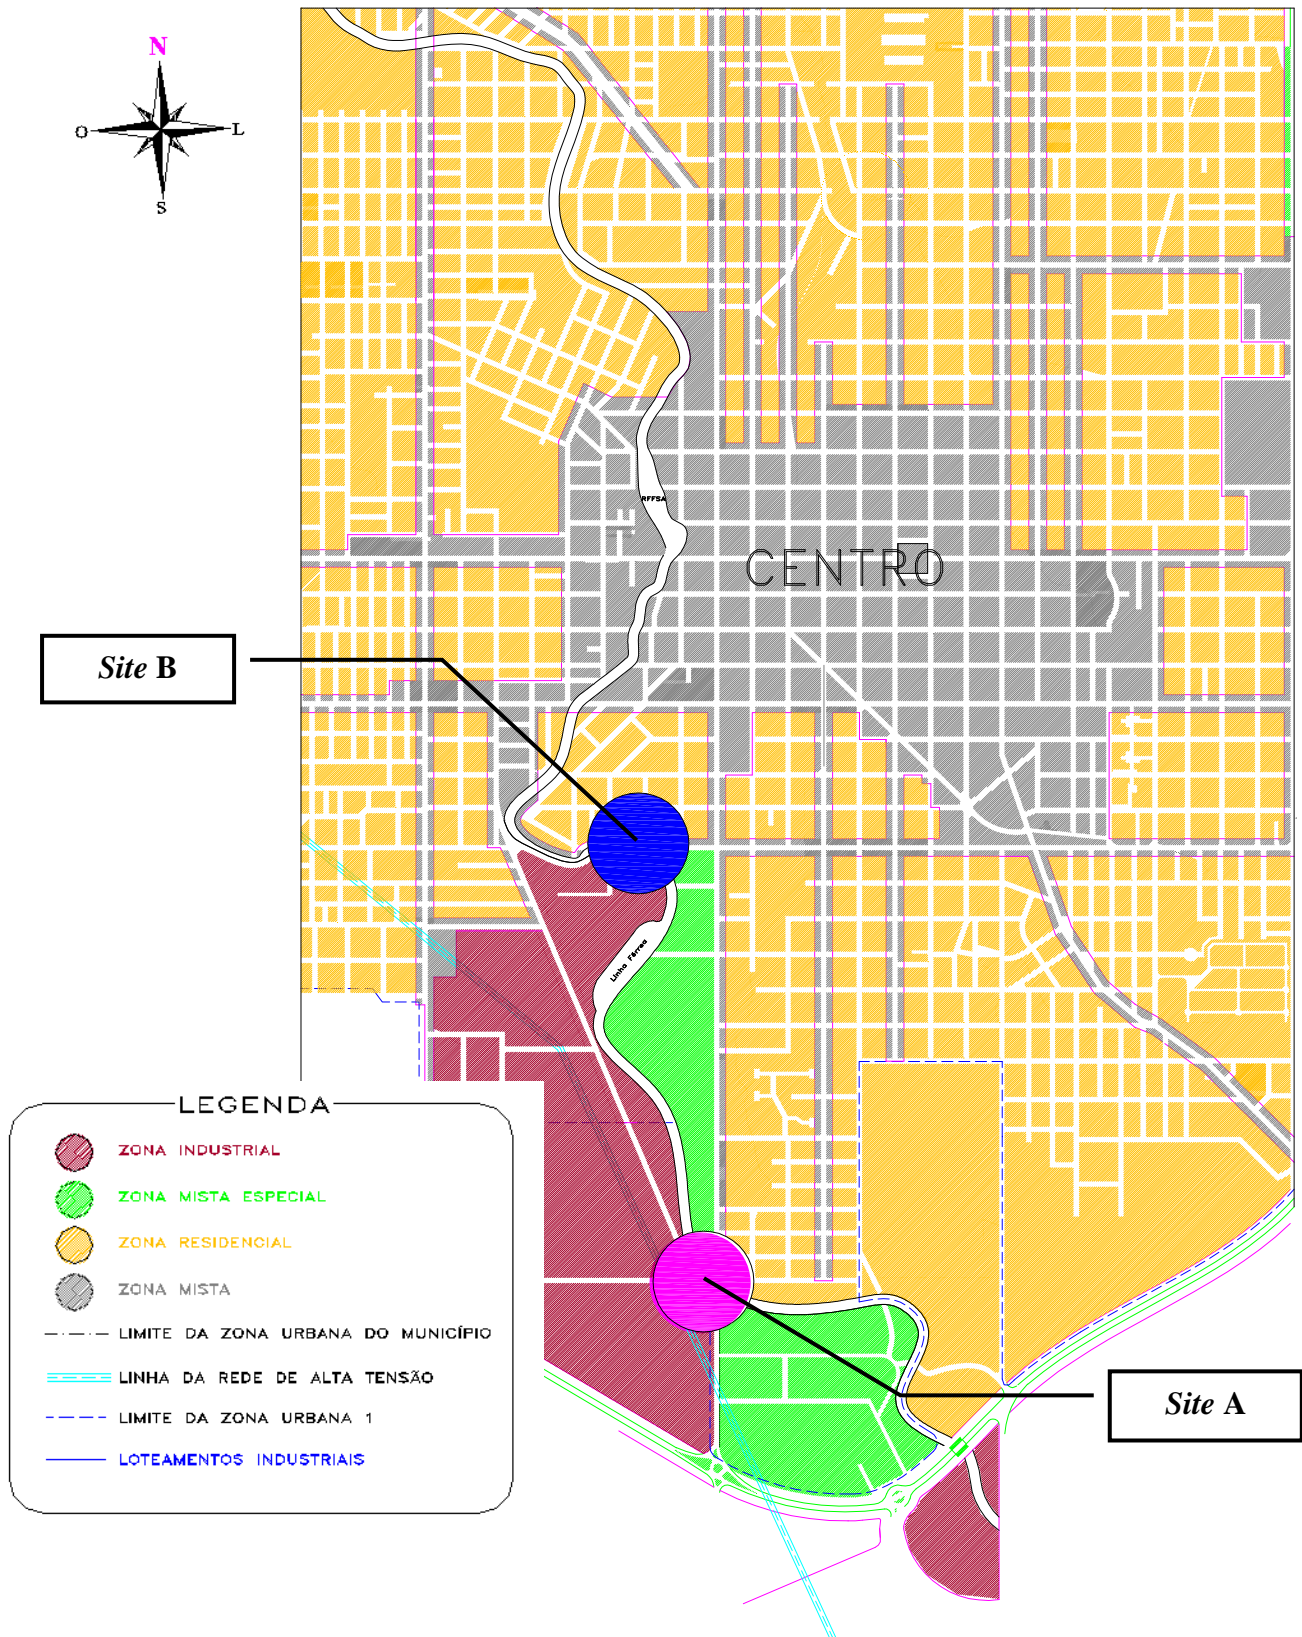 N
O
L
S
RFFSA
CENTRO
Site B
Linha Férrea
LEGENDA
ZONA INDUSTRIAL
ZONA MISTA ESPECIAL
ZONA RESIDENCIAL
ZONA MISTA
LIMITE DA ZONA URBANA DO MUNICÍPIO
LINHA DA REDE DE ALTA TENSÃO
LIMITE DA ZONA URBANA 1
LOTEAMENTOS INDUSTRIAIS
Site A